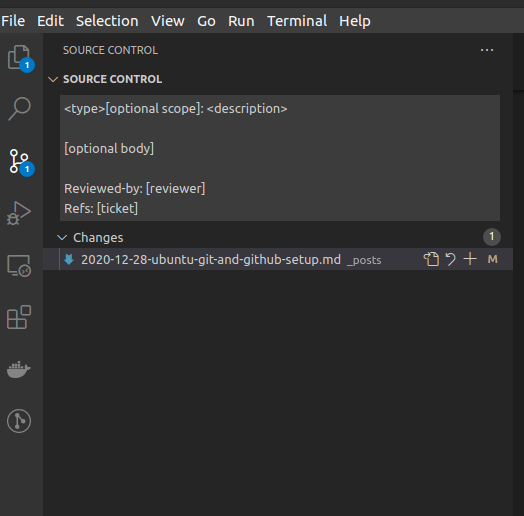 File Edit Selection View Go Run Terminal Help
SOURCE CONTROL
SOURCE CONTROL
<type>[optional scope]: <description>
[optional body]
Reviewed-by: [reviewer]
Refs: [ticket]
Changes 1
2020-12-28-ubuntu-git-and-github-setup.md _posts M
1
1